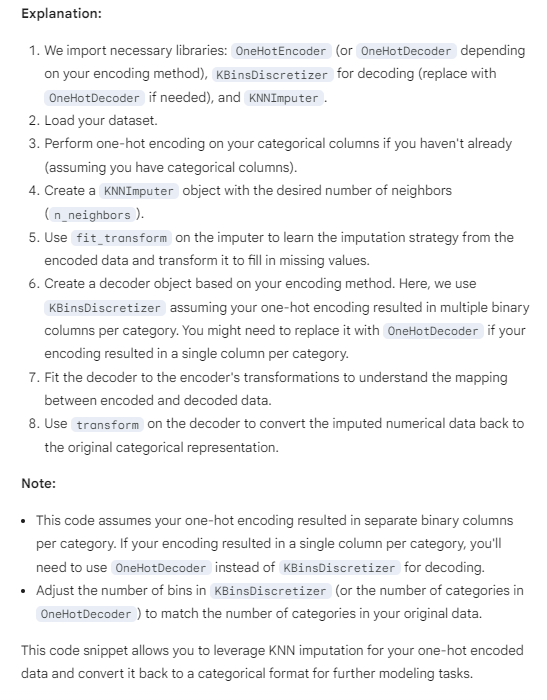 Explanation:
1. We import necessary libraries: OneHotEncoder (or OneHotDecoder depending
on your encoding method), KBinsDiscretizer for decoding (replace with
OneHotDecoder if needed), and KNNImputer.
2. Load your dataset.
3. Perform one-hot encoding on your categorical columns if you haven't already
(assuming you have categorical columns).
4. Create a KNNImputer object with the desired number of neighbors
(n_neighbors).
5. Use fit_transform on the imputer to learn the imputation strategy from the
encoded data and transform it to fill in missing values.
6. Create a decoder object based on your encoding method. Here, we use
KBinsDiscretizer assuming your one-hot encoding resulted in multiple binary
columns per category. You might need to replace it with OneHotDecoder if your
encoding resulted in a single column per category.
7. Fit the decoder to the encoder's transformations to understand the mapping
between encoded and decoded data.
8. Use transform on the decoder to convert the imputed numerical data back to
the original categorical representation.
Note:
• This code assumes your one-hot encoding resulted in separate binary columns
per category. If your encoding resulted in a single column per category, you'll
need to use OneHotDecoder instead of KBinsDiscretizer for decoding.
• Adjust the number of bins in KBinsDiscretizer (or the number of categories in
OneHotDecoder) to match the number of categories in your original data.
This code snippet allows you to leverage KNN imputation for your one-hot encoded
data and convert it back to a categorical format for further modeling tasks.